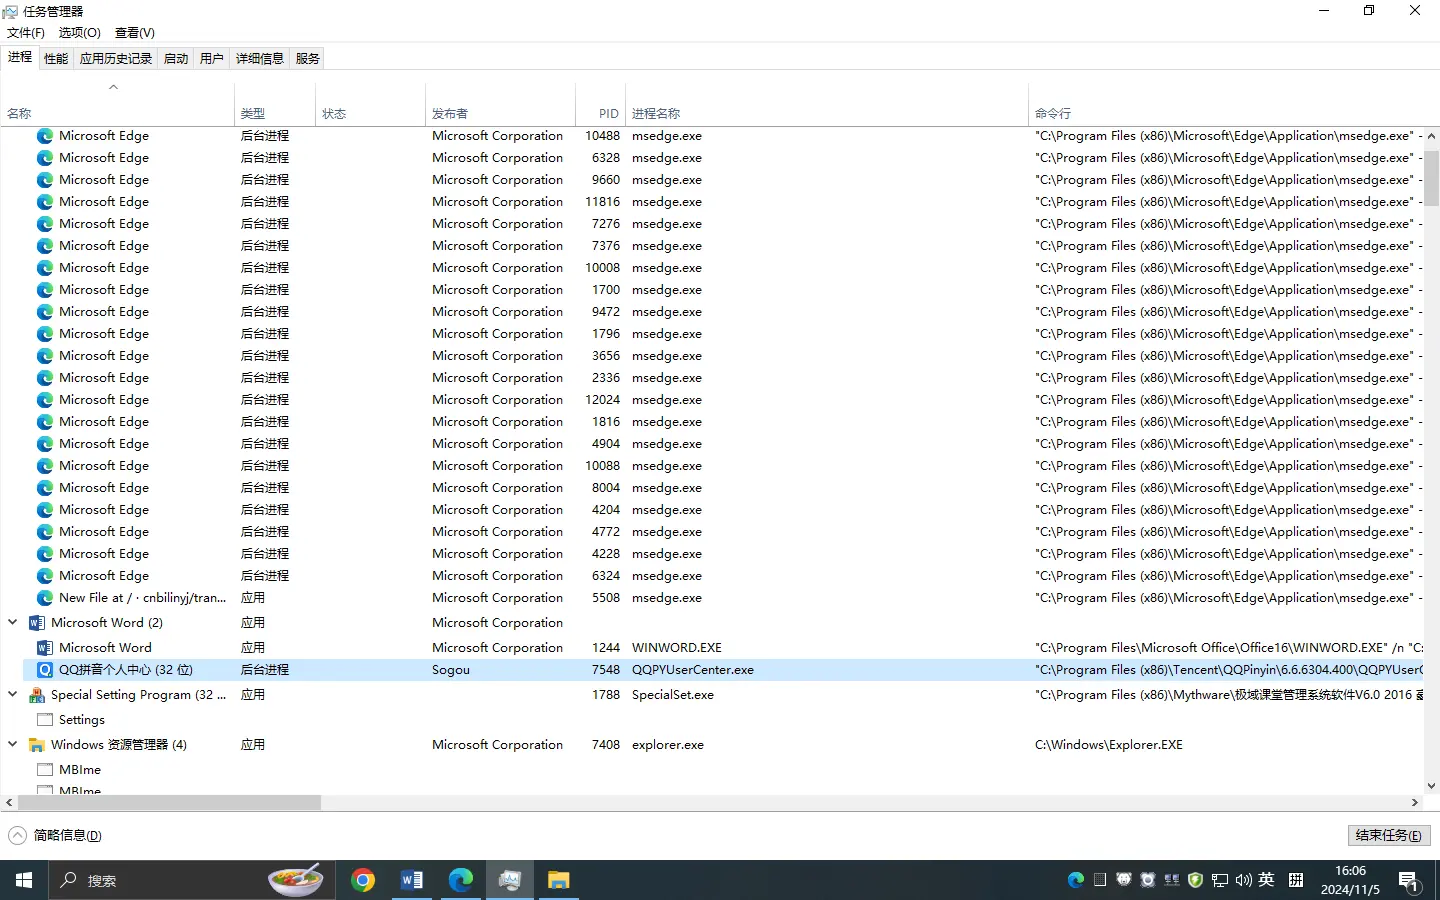 任务管理器
文件(F) 选项(O) 查看(V)
进程 性能 应用历史记录 启动 用户 详细信息 服务
名称 类型 状态 发布者 PID 进程名称 命令行
Microsoft Edge 后台进程 Microsoft Corporation 10488 msedge.exe "C:\Program Files (x86)\Microsoft\Edge\Application\msedge.exe" -
Microsoft Edge 后台进程 Microsoft Corporation 6328 msedge.exe "C:\Program Files (x86)\Microsoft\Edge\Application\msedge.exe" -
Microsoft Edge 后台进程 Microsoft Corporation 9660 msedge.exe "C:\Program Files (x86)\Microsoft\Edge\Application\msedge.exe" -
Microsoft Edge 后台进程 Microsoft Corporation 11816 msedge.exe "C:\Program Files (x86)\Microsoft\Edge\Application\msedge.exe" -
Microsoft Edge 后台进程 Microsoft Corporation 7276 msedge.exe "C:\Program Files (x86)\Microsoft\Edge\Application\msedge.exe" -
Microsoft Edge 后台进程 Microsoft Corporation 7376 msedge.exe "C:\Program Files (x86)\Microsoft\Edge\Application\msedge.exe" -
Microsoft Edge 后台进程 Microsoft Corporation 10008 msedge.exe "C:\Program Files (x86)\Microsoft\Edge\Application\msedge.exe" -
Microsoft Edge 后台进程 Microsoft Corporation 1700 msedge.exe "C:\Program Files (x86)\Microsoft\Edge\Application\msedge.exe" -
Microsoft Edge 后台进程 Microsoft Corporation 9472 msedge.exe "C:\Program Files (x86)\Microsoft\Edge\Application\msedge.exe" -
Microsoft Edge 后台进程 Microsoft Corporation 1796 msedge.exe "C:\Program Files (x86)\Microsoft\Edge\Application\msedge.exe" -
Microsoft Edge 后台进程 Microsoft Corporation 3656 msedge.exe "C:\Program Files (x86)\Microsoft\Edge\Application\msedge.exe" -
Microsoft Edge 后台进程 Microsoft Corporation 2336 msedge.exe "C:\Program Files (x86)\Microsoft\Edge\Application\msedge.exe" -
Microsoft Edge 后台进程 Microsoft Corporation 12024 msedge.exe "C:\Program Files (x86)\Microsoft\Edge\Application\msedge.exe" -
Microsoft Edge 后台进程 Microsoft Corporation 1816 msedge.exe "C:\Program Files (x86)\Microsoft\Edge\Application\msedge.exe" -
Microsoft Edge 后台进程 Microsoft Corporation 4904 msedge.exe "C:\Program Files (x86)\Microsoft\Edge\Application\msedge.exe" -
Microsoft Edge 后台进程 Microsoft Corporation 10088 msedge.exe "C:\Program Files (x86)\Microsoft\Edge\Application\msedge.exe" -
Microsoft Edge 后台进程 Microsoft Corporation 8004 msedge.exe "C:\Program Files (x86)\Microsoft\Edge\Application\msedge.exe" -
Microsoft Edge 后台进程 Microsoft Corporation 4204 msedge.exe "C:\Program Files (x86)\Microsoft\Edge\Application\msedge.exe" -
Microsoft Edge 后台进程 Microsoft Corporation 4772 msedge.exe "C:\Program Files (x86)\Microsoft\Edge\Application\msedge.exe" -
Microsoft Edge 后台进程 Microsoft Corporation 4228 msedge.exe "C:\Program Files (x86)\Microsoft\Edge\Application\msedge.exe" -
Microsoft Edge 后台进程 Microsoft Corporation 6324 msedge.exe "C:\Program Files (x86)\Microsoft\Edge\Application\msedge.exe" -
New File at / · cnbilinyj/tran... 应用 Microsoft Corporation 5508 msedge.exe "C:\Program Files (x86)\Microsoft\Edge\Application\msedge.exe" -
Microsoft Word (2) 应用 Microsoft Corporation
Microsoft Word 应用 Microsoft Corporation 1244 WINWORD.EXE "C:\Program Files\Microsoft Office\Office16\WINWORD.EXE" /n "C:
QQ拼音个人中心 (32 位) 后台进程 Sogou 7548 QQPYUserCenter.exe "C:\Program Files (x86)\Tencent\QQPinyin\6.6.6304.400\QQPYUserC
Special Setting Program (32 ... 应用 1788 SpecialSet.exe "C:\Program Files (x86)\Mythware\极域课堂管理系统软件V6.0 2016 豪
Settings
Windows 资源管理器 (4) 应用 Microsoft Corporation 7408 explorer.exe C:\Windows\Explorer.EXE
MBIme
MBIme
简略信息(D) 结束任务(E)
搜索 英 拼 16:06
2024/11/5 1